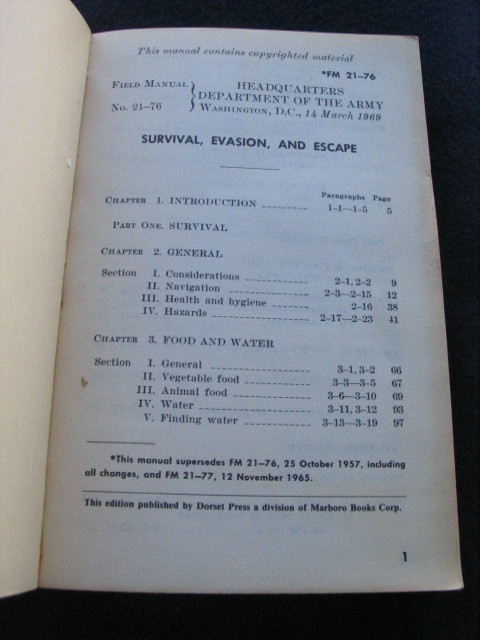 This manual contains copyrighted material
*FM 21–76
FIELD MANUAL
No. 21–76
HEADQUARTERS
DEPARTMENT OF THE ARMY
WASHINGTON, D.C., 14 March 1969
SURVIVAL, EVASION, AND ESCAPE
Paragraphs Page
CHAPTER 1. INTRODUCTION 1–1—1–5 5
PART ONE. SURVIVAL
CHAPTER 2. GENERAL
Section I. Considerations 2–1, 2–2 9
II. Navigation 2–3—2–15 12
III. Health and hygiene 2–16 38
IV. Hazards 2–17—2–23 41
CHAPTER 3. FOOD AND WATER
Section I. General 3–1, 3–2 66
II. Vegetable food 3–3—3–5 67
III. Animal food 3–6—3–10 69
IV. Water 3–11, 3–12 93
V. Finding water 3–13—3–19 97
*This manual supersedes FM 21–76, 25 October 1957, including
all changes, and FM 21–77, 12 November 1965.
This edition published by Dorset Press a division of Marboro Books Corp.
1